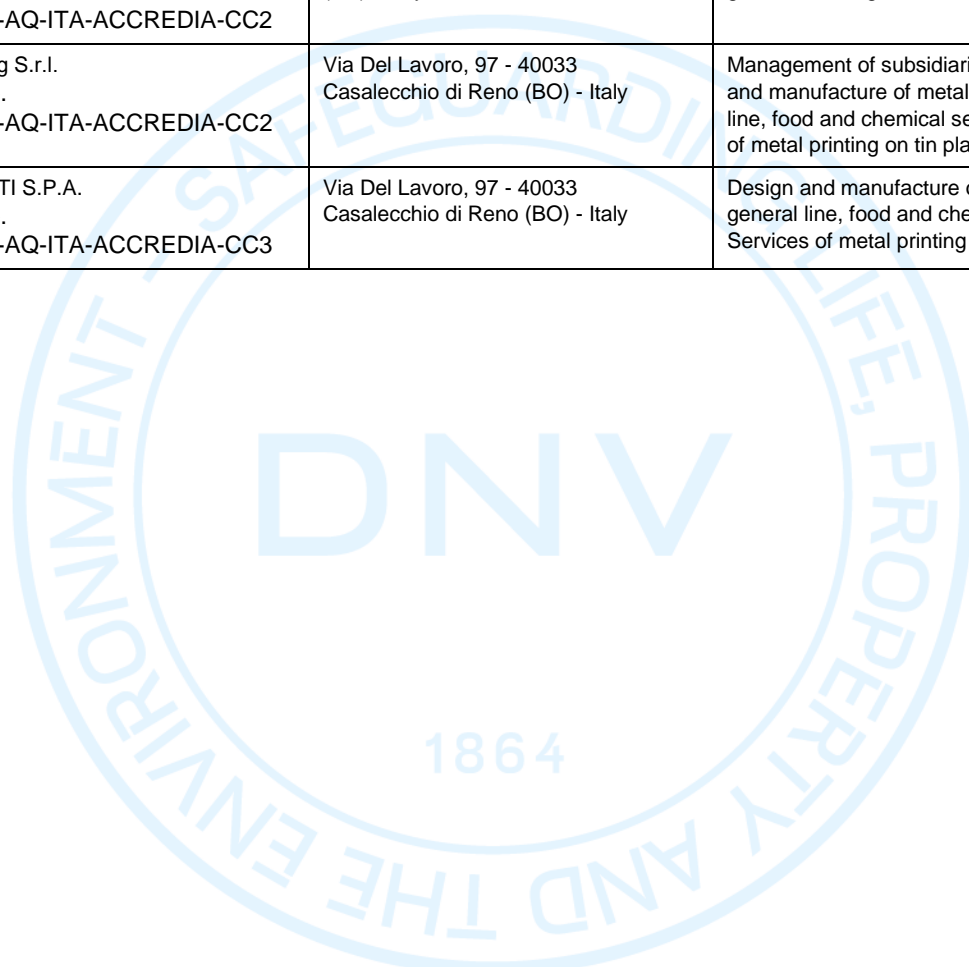 -AQ-ITA-ACCREDIA-CC2
g S.r.l.
.
-AQ-ITA-ACCREDIA-CC2
Via Del Lavoro, 97 - 40033
Casalecchio di Reno (BO) - Italy
Management of subsidiari
and manufacture of metal
line, food and chemical se
of metal printing on tin pla
TI S.P.A.
.
-AQ-ITA-ACCREDIA-CC3
Via Del Lavoro, 97 - 40033
Casalecchio di Reno (BO) - Italy
Design and manufacture o
general line, food and che
Services of metal printing
SAFEGUARDING LIFE, PROPERTY AND THE ENVIRONMENT -
DNV
1864